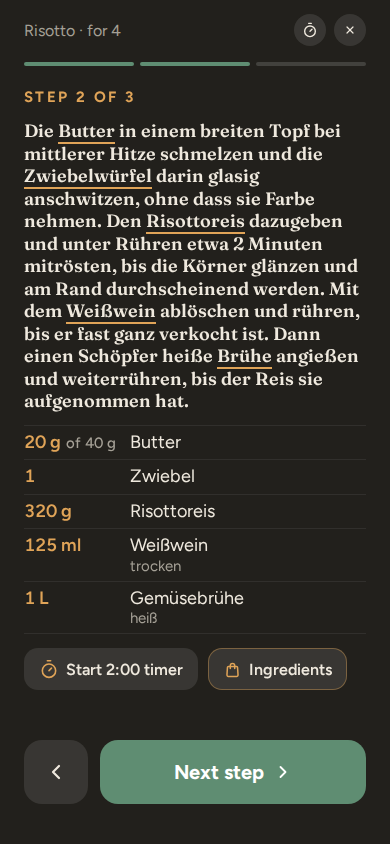 Risotto · for 4
STEP 2 OF 3
Die Butter in einem breiten Topf bei
mittlerer Hitze schmelzen und die
Zwiebelwürfel darin glasig
anschwitzen, ohne dass sie Farbe
nehmen. Den Risottoreis dazugeben
und unter Rühren etwa 2 Minuten
mitrösten, bis die Körner glänzen und
am Rand durchscheinend werden. Mit
dem Weißwein ablöschen und rühren,
bis er fast ganz verkocht ist. Dann
einen Schöpfer heiße Brühe angießen
und weiterrühren, bis der Reis sie
aufgenommen hat.
20 g of 40 g Butter
1 Zwiebel
320 g Risottoreis
125 ml Weißwein
trocken
1 L Gemüsebrühe
heiß
Start 2:00 timer Ingredients
Next step